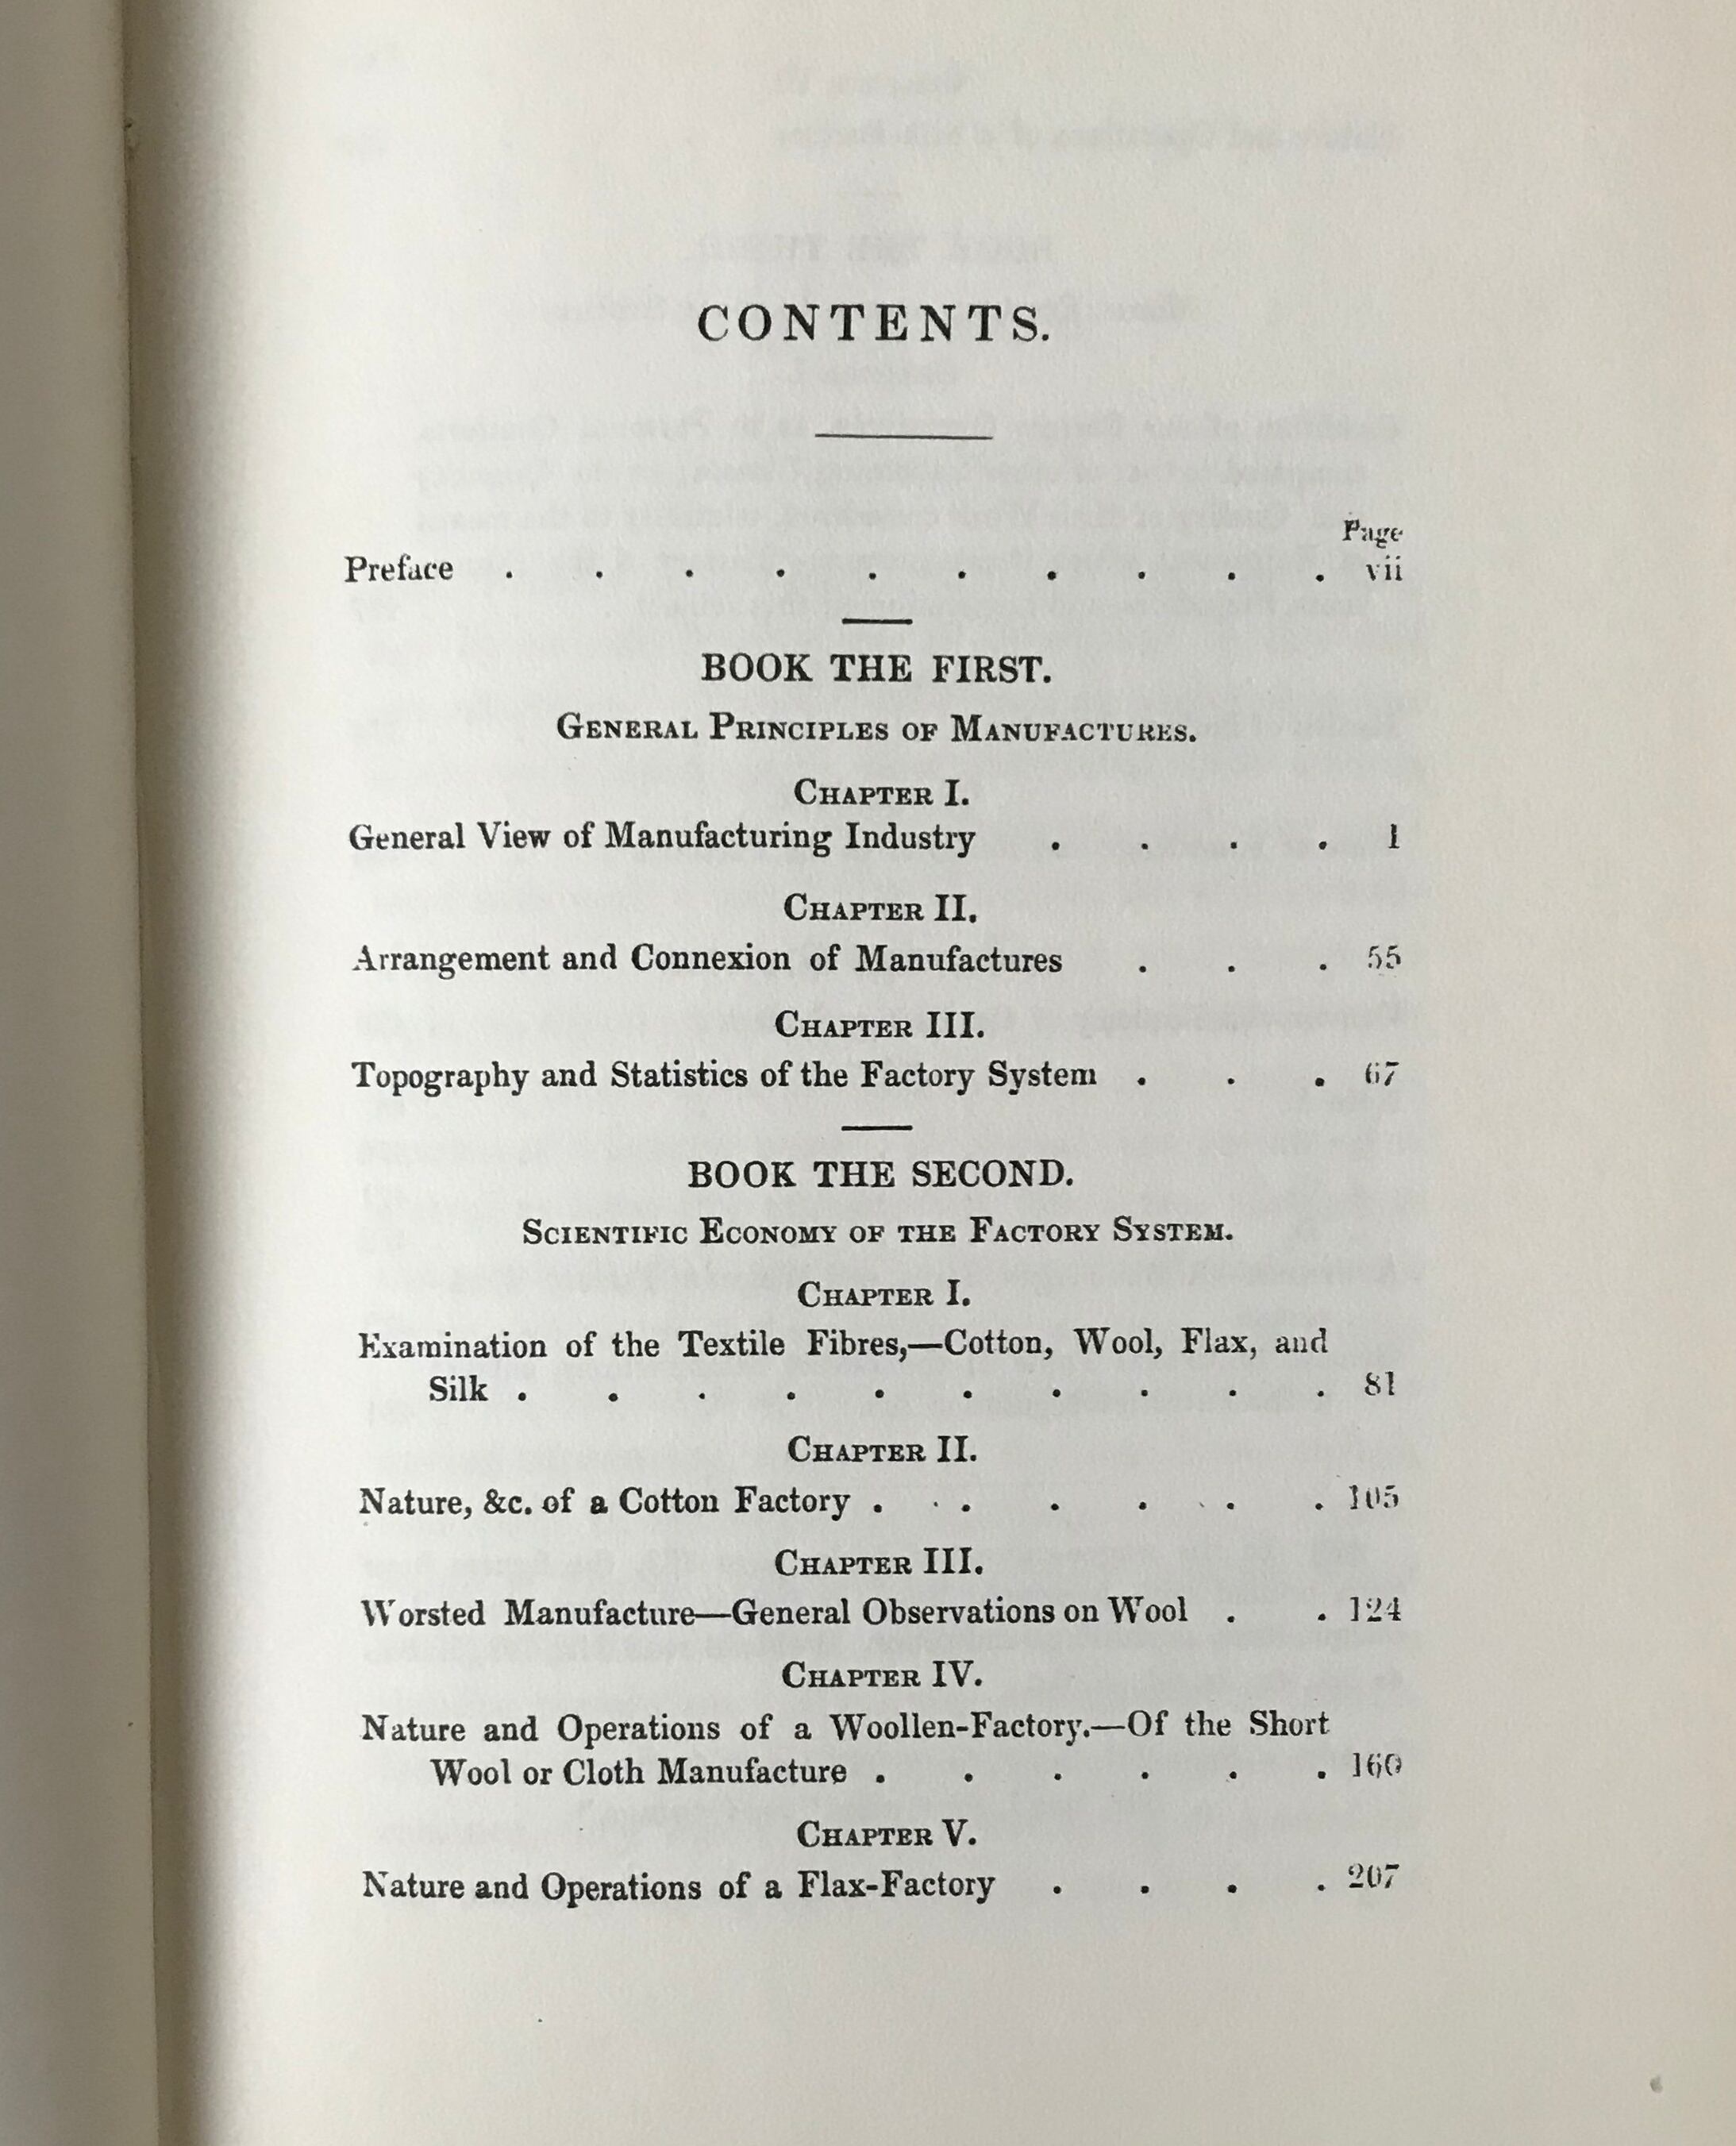 CONTENTS.
Page
Preface . . . . . . . . . . vii
BOOK THE FIRST.
GENERAL PRINCIPLES OF MANUFACTURES.
CHAPTER I.
General View of Manufacturing Industry . . . . 1
CHAPTER II.
Arrangement and Connexion of Manufactures . . . 55
CHAPTER III.
Topography and Statistics of the Factory System . . . 67
BOOK THE SECOND.
SCIENTIFIC ECONOMY OF THE FACTORY SYSTEM.
CHAPTER I.
Examination of the Textile Fibres,—Cotton, Wool, Flax, and
Silk . . . . . . . . . . 81
CHAPTER II.
Nature, &c. of a Cotton Factory . . . . . . 105
CHAPTER III.
Worsted Manufacture—General Observations on Wool . . 124
CHAPTER IV.
Nature and Operations of a Woollen-Factory.—Of the Short
Wool or Cloth Manufacture . . . . . . 160
CHAPTER V.
Nature and Operations of a Flax-Factory . . . . 207